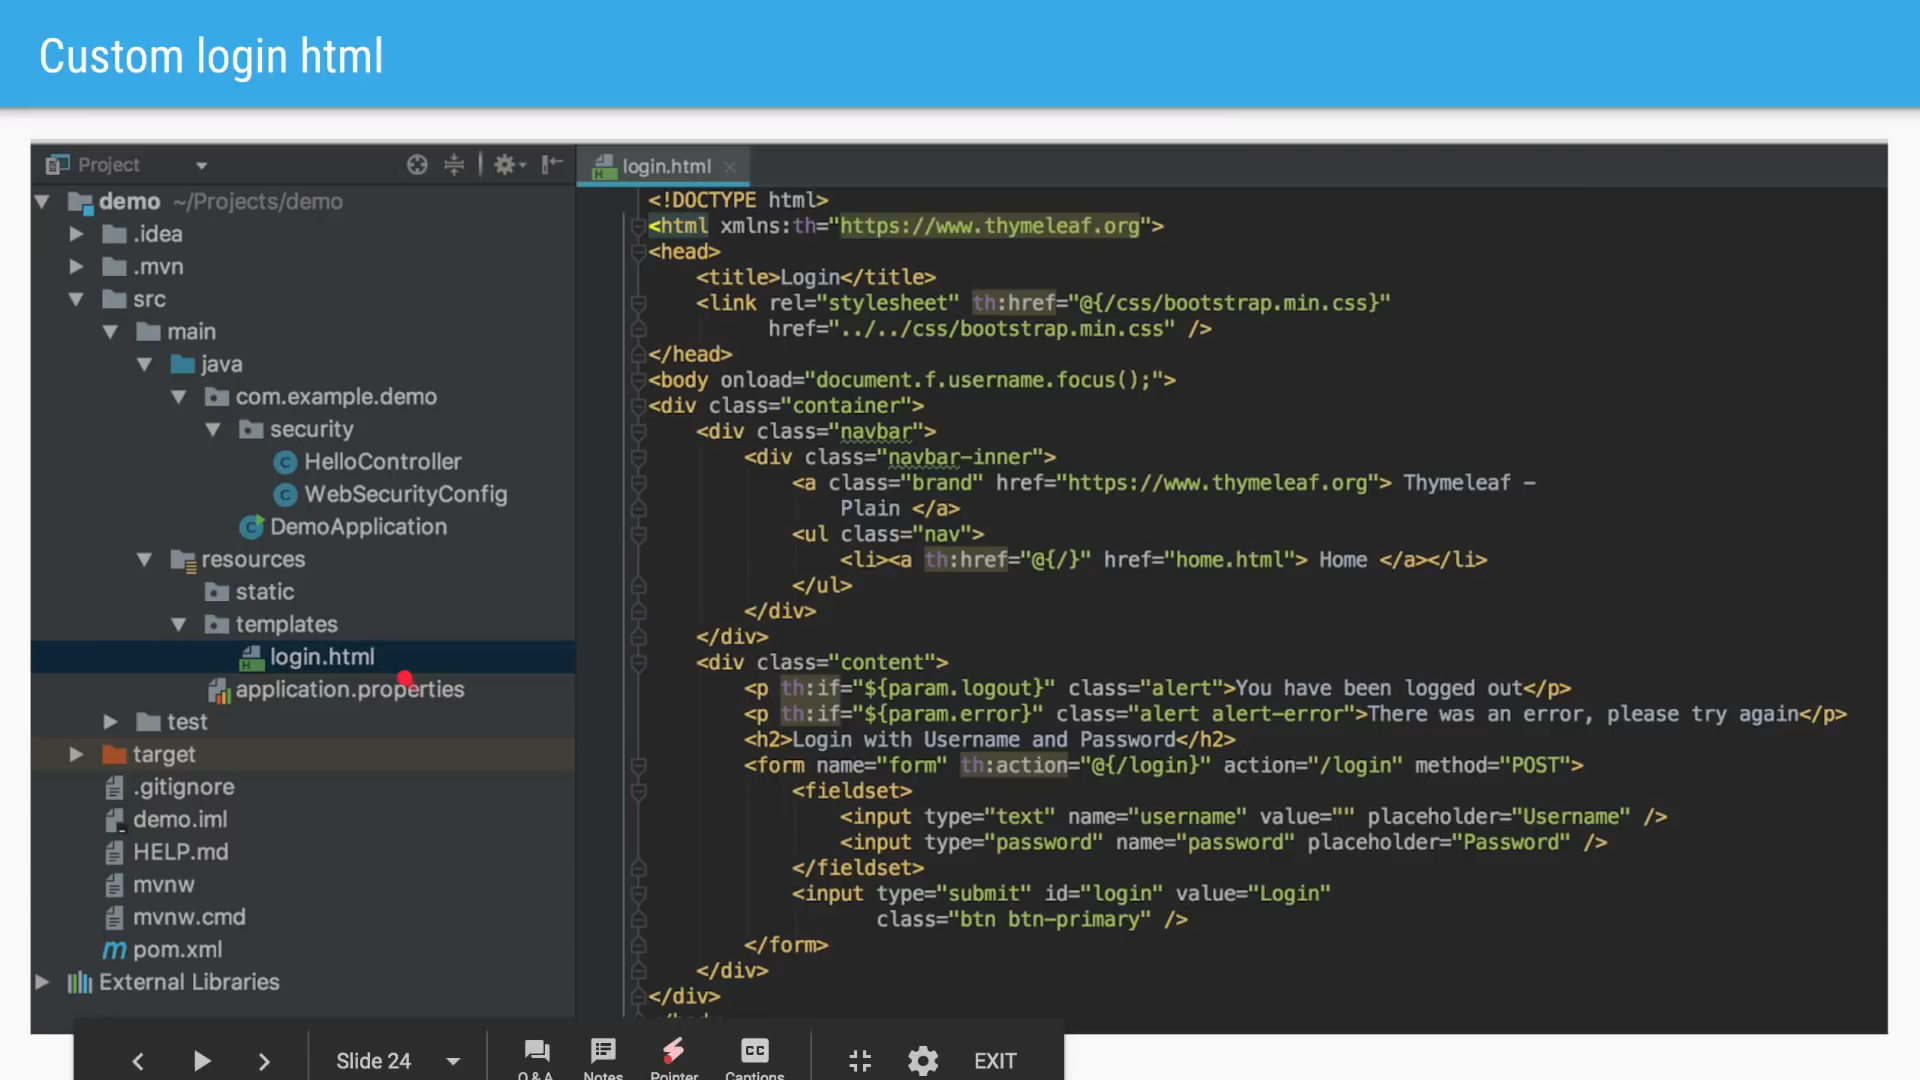 Custom login html
Project
demo ~/Projects/demo
.idea
.mvn
src
main
java
com.example.demo
security
HelloController
WebSecurityConfig
DemoApplication
resources
static
templates
login.html
application.properties
test
target
.gitignore
demo.iml
HELP.md
mvnw
mvnw.cmd
pom.xml
External Libraries
login.html
<!DOCTYPE html>
<html xmlns:th="https://www.thymeleaf.org">
<head>
<title>Login</title>
<link rel="stylesheet" th:href="@{/css/bootstrap.min.css}"
href="../../css/bootstrap.min.css" />
</head>
<body onload="document.f.username.focus();">
<div class="container">
<div class="navbar">
<div class="navbar-inner">
<a class="brand" href="https://www.thymeleaf.org"> Thymeleaf -
Plain </a>
<ul class="nav">
<li><a th:href="@{/}" href="home.html"> Home </a></li>
</ul>
</div>
</div>
<div class="content">
<p th:if="${param.logout}" class="alert">You have been logged out</p>
<p th:if="${param.error}" class="alert alert-error">There was an error, please try again</p>
<h2>Login with Username and Password</h2>
<form name="form" th:action="@{/login}" action="/login" method="POST">
<fieldset>
<input type="text" name="username" value="" placeholder="Username" />
<input type="password" name="password" placeholder="Password" />
</fieldset>
<input type="submit" id="login" value="Login"
class="btn btn-primary" />
</form>
</div>
</div>
Slide 24
Q & A
Notes
Pointer
Captions
EXIT